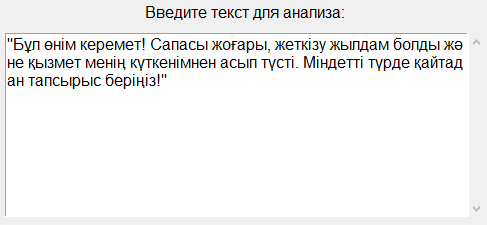 Введите текст для анализа:
"Бұл өнім керемет! Сапасы жоғары, жеткізу жылдам болды жә
не қызмет менің күткенімнен асып түсті. Міндетті түрде қайтад
ан тапсырыс беріңіз!"